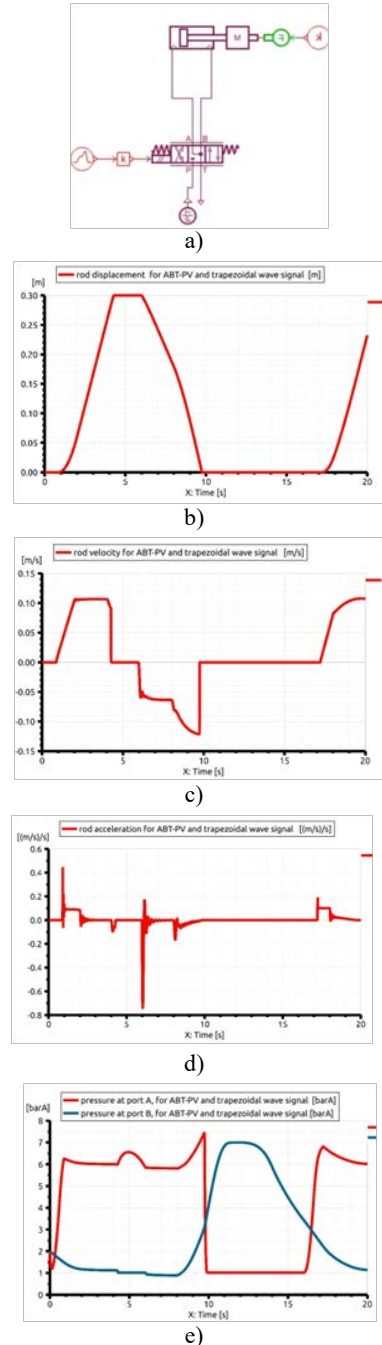 M
k
A B
P T
a)
rod displacement for ABT-PV and trapezoidal wave signal [m]
[m]
0.30
0.25
0.20
0.15
0.10
0.05
0.00
0 5 10 15 20
X: Time [s]
b)
[m/s]
rod velocity for ABT-PV and trapezoidal wave signal [m/s]
0.15
0.10
0.05
0.00
-0.05
-0.10
-0.15
0 5 10 15 20
X: Time [s]
c)
[(m/s)/s]
rod acceleration for ABT-PV and trapezoidal wave signal [(m/s)/s]
0.6
0.4
0.2
-0.0
-0.2
-0.4
-0.6
-0.8
0 5 10 15 20
X: Time [s]
d)
pressure at port A, for ABT-PV and trapezoidal wave signal [barA]
[barA]
pressure at port B, for ABT-PV and trapezoidal wave signal [barA]
8
7
6
5
4
3
2
1
0
0 5 10 15 20
X: Time [s]
e)